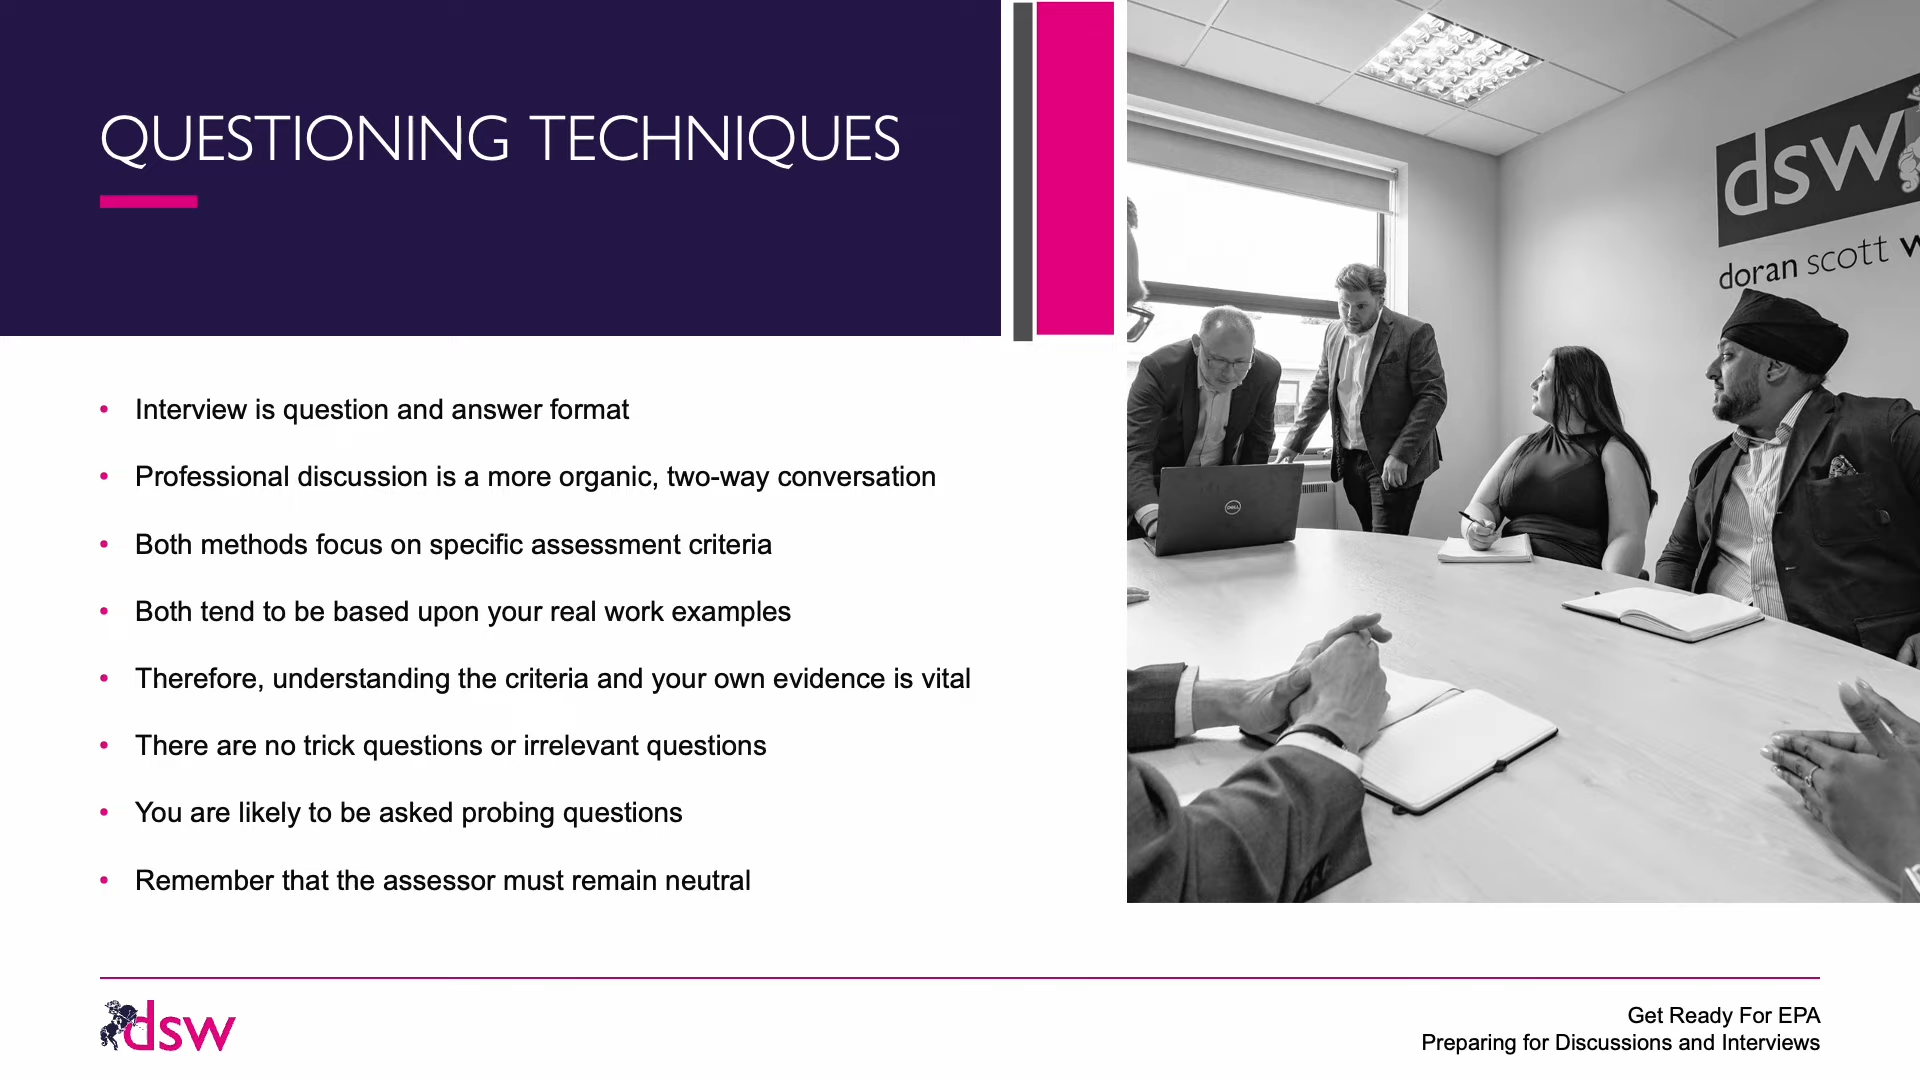 QUESTIONING TECHNIQUES
• Interview is question and answer format
• Professional discussion is a more organic, two-way conversation
• Both methods focus on specific assessment criteria
• Both tend to be based upon your real work examples
• Therefore, understanding the criteria and your own evidence is vital
• There are no trick questions or irrelevant questions
• You are likely to be asked probing questions
• Remember that the assessor must remain neutral
dsw
doran scott w
DELL
dsw
Get Ready For EPA
Preparing for Discussions and Interviews